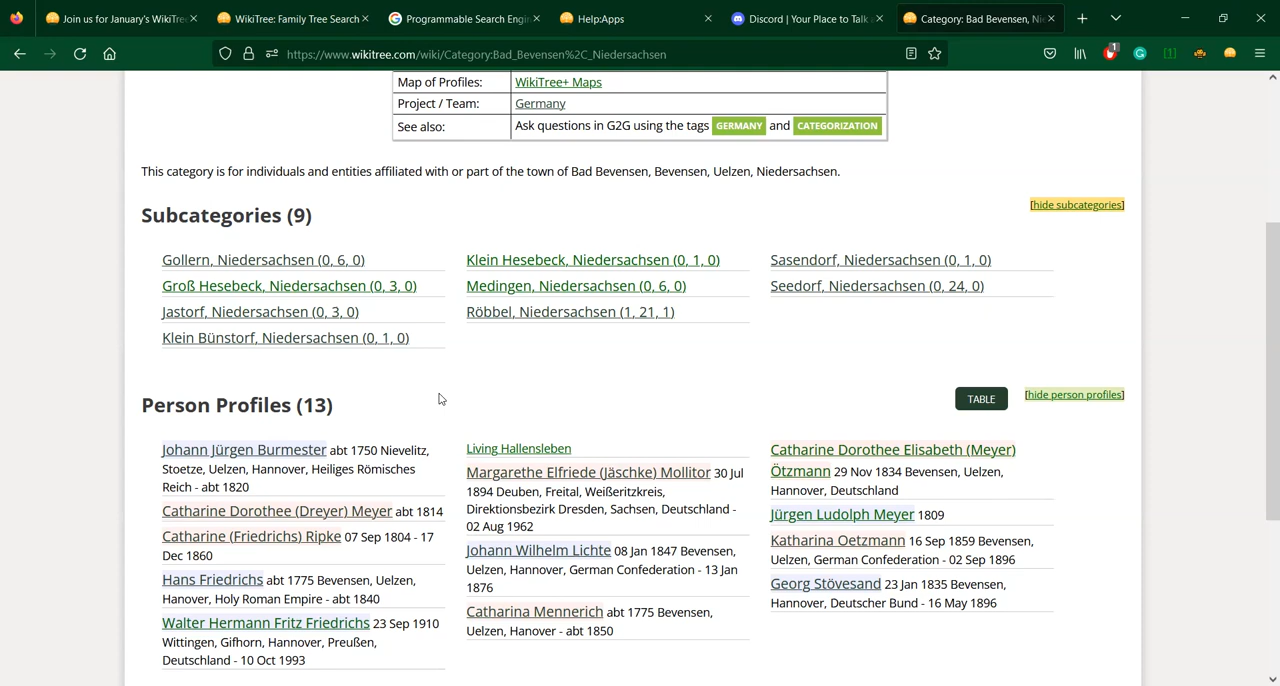 Join us for January's WikiTre
WikiTree: Family Tree Search
Programmable Search Engin
Help:Apps
Discord | Your Place to Talk a
Category: Bad Bevensen, Nie
https://www.wikitree.com/wiki/Category:Bad_Bevensen%2C_Niedersachsen
Map of Profiles: WikiTree+ Maps
Project / Team: Germany
See also: Ask questions in G2G using the tags GERMANY and CATEGORIZATION
This category is for individuals and entities affiliated with or part of the town of Bad Bevensen, Bevensen, Uelzen, Niedersachsen.
Subcategories (9)
[hide subcategories]
Gollern, Niedersachsen (0, 6, 0)
Groß Hesebeck, Niedersachsen (0, 3, 0)
Jastorf, Niedersachsen (0, 3, 0)
Klein Bünstorf, Niedersachsen (0, 1, 0)
Klein Hesebeck, Niedersachsen (0, 1, 0)
Medingen, Niedersachsen (0, 6, 0)
Röbbel, Niedersachsen (1, 21, 1)
Sasendorf, Niedersachsen (0, 1, 0)
Seedorf, Niedersachsen (0, 24, 0)
Person Profiles (13)
TABLE
[hide person profiles]
Johann Jürgen Burmester abt 1750 Nievelitz,
Stoetze, Uelzen, Hannover, Heiliges Römisches
Reich - abt 1820
Catharine Dorothee (Dreyer) Meyer abt 1814
Catharine (Friedrichs) Ripke 07 Sep 1804 - 17
Dec 1860
Hans Friedrichs abt 1775 Bevensen, Uelzen,
Hannover, Holy Roman Empire - abt 1840
Walter Hermann Fritz Friedrichs 23 Sep 1910
Wittingen, Gifhorn, Hannover, Preußen,
Deutschland - 10 Oct 1993
Living Hallensleben
Margarethe Elfriede (Jäschke) Mollitor 30 Jul
1894 Deuben, Freital, Weißeritzkreis,
Direktionsbezirk Dresden, Sachsen, Deutschland -
02 Aug 1962
Johann Wilhelm Lichte 08 Jan 1847 Bevensen,
Uelzen, Hannover, German Confederation - 13 Jan
1876
Catharina Mennerich abt 1775 Bevensen,
Uelzen, Hanover - abt 1850
Catharine Dorothee Elisabeth (Meyer)
Ötzmann 29 Nov 1834 Bevensen, Uelzen,
Hannover, Deutschland
Jürgen Ludolph Meyer 1809
Katharina Oetzmann 16 Sep 1859 Bevensen,
Uelzen, German Confederation - 02 Sep 1896
Georg Stövesand 23 Jan 1835 Bevensen,
Hannover, Deutscher Bund - 16 May 1896